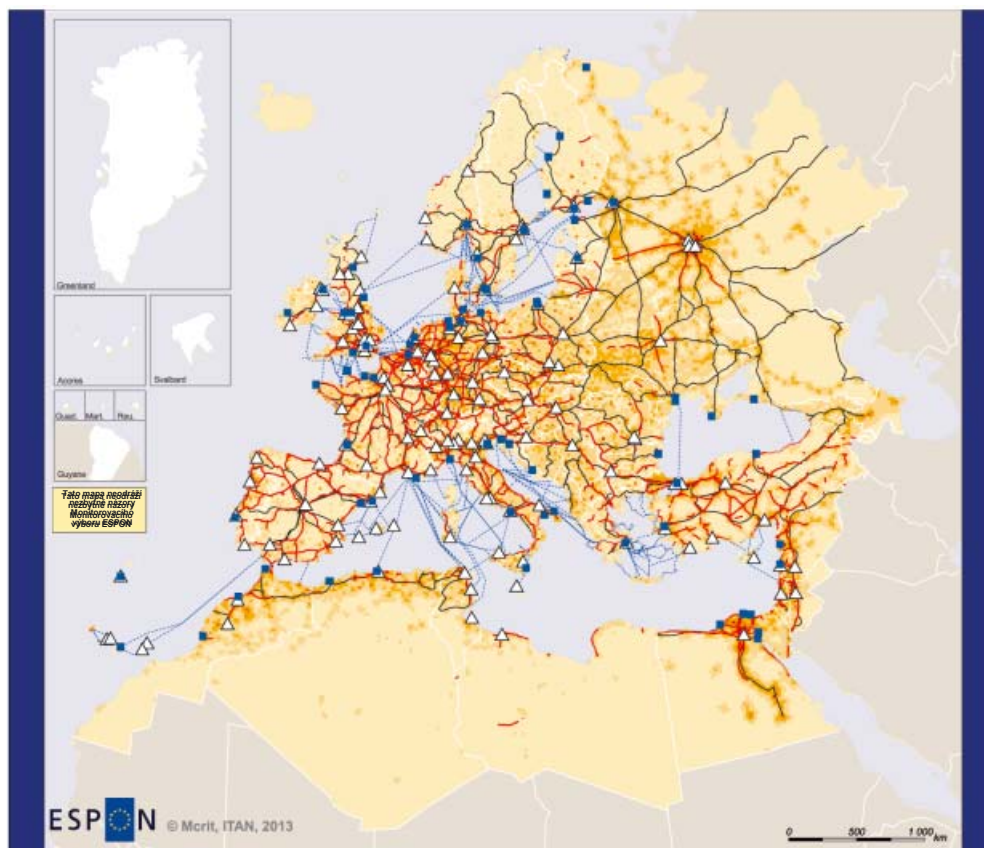 Greenland
Acores
Svalbard
Guad.
Mart.
Reu.
Guyane
Tato mapa neodráží
nezbytně názory
Monitorovacího
výboru ESPON
ESPON
© Mcrit, ITAN, 2013
0 500 1 000
km